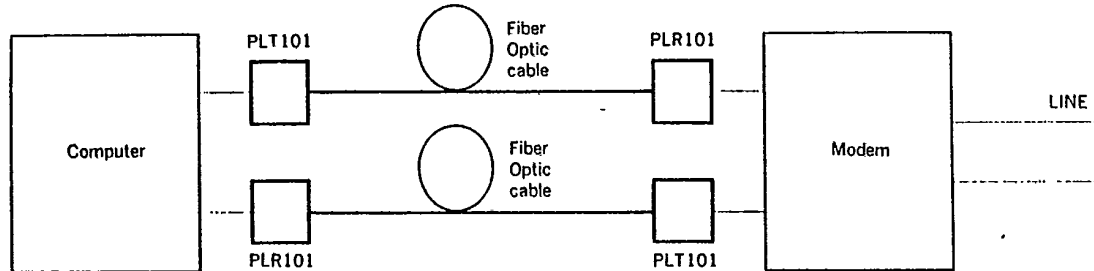 PLT101
Fiber
Optic
cable
PLR101
LINE
Computer
Modem
Fiber
Optic
cable
PLR101
PLT101